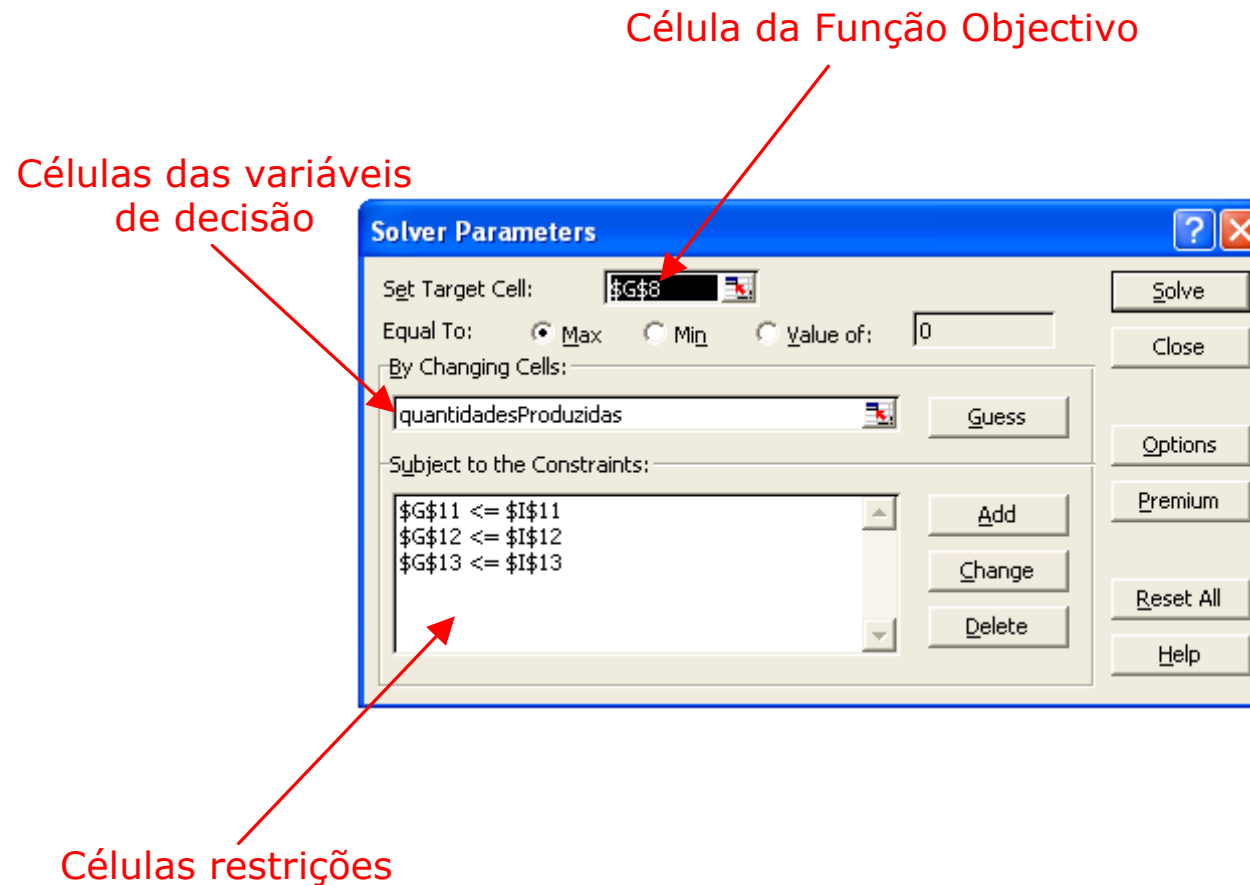 Célula da Função Objectivo
Células das variáveis
de decisão
Solver Parameters
Set Target Cell: $G$8
Solve
Equal To: Max Min Value of: 0
Close
By Changing Cells:
quantidadesProduzidas
Guess
Options
Subject to the Constraints:
$G$11 <= $I$11
$G$12 <= $I$12
$G$13 <= $I$13
Add
Premium
Change
Reset All
Delete
Help
Células restrições